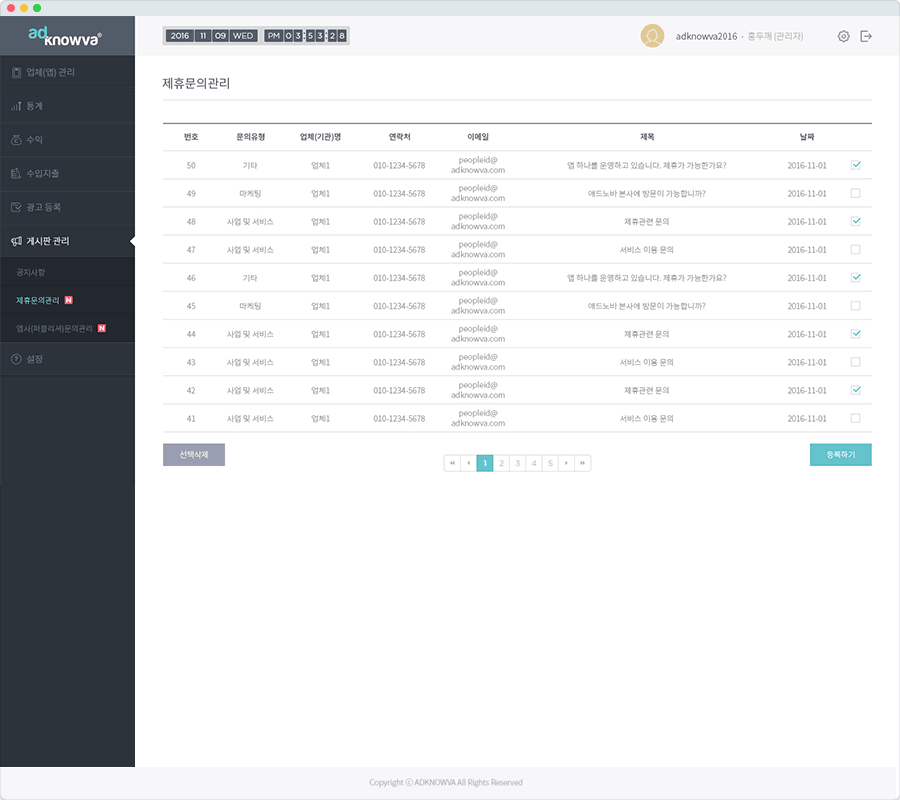 adknowva®
2016 11 09 WED PM 03:53:28
adknowva2016 · 홍두깨 (관리자)
업체(앱) 관리
통계
수익
수입지출
광고 등록
게시판 관리
공지사항
제휴문의관리 N
앱사(퍼블리셔)문의관리 N
설정
제휴문의관리
번호 문의유형 업체(기관)명 연락처 이메일 제목 날짜
50 기타 업체1 010-1234-5678 peopleid@ adknowva.com 앱 하나를 운영하고 있습니다. 제휴가 가능한가요? 2016-11-01
49 마케팅 업체1 010-1234-5678 peopleid@ adknowva.com 애드노바 본사에 방문이 가능합니까? 2016-11-01
48 사업 및 서비스 업체1 010-1234-5678 peopleid@ adknowva.com 제휴관련 문의 2016-11-01
47 사업 및 서비스 업체1 010-1234-5678 peopleid@ adknowva.com 서비스 이용 문의 2016-11-01
46 기타 업체1 010-1234-5678 peopleid@ adknowva.com 앱 하나를 운영하고 있습니다. 제휴가 가능한가요? 2016-11-01
45 마케팅 업체1 010-1234-5678 peopleid@ adknowva.com 애드노바 본사에 방문이 가능합니까? 2016-11-01
44 사업 및 서비스 업체1 010-1234-5678 peopleid@ adknowva.com 제휴관련 문의 2016-11-01
43 사업 및 서비스 업체1 010-1234-5678 peopleid@ adknowva.com 서비스 이용 문의 2016-11-01
42 사업 및 서비스 업체1 010-1234-5678 peopleid@ adknowva.com 제휴관련 문의 2016-11-01
41 사업 및 서비스 업체1 010-1234-5678 peopleid@ adknowva.com 서비스 이용 문의 2016-11-01
선택삭제
1 2 3 4 5
등록하기
Copyright ⓒ ADKNOWVA All Rights Reserved